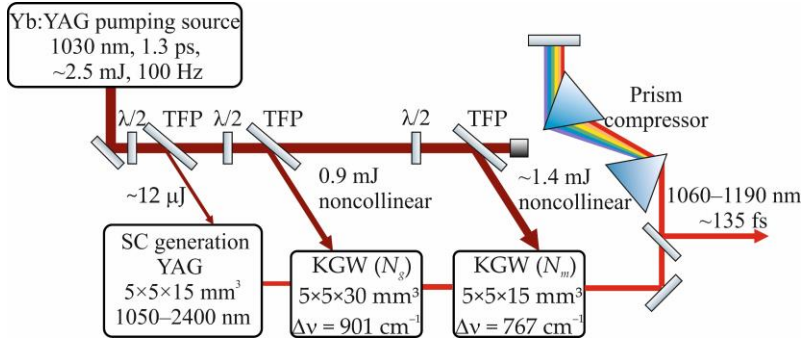 Yb:YAG pumping source
1030 nm, 1.3 ps,
~2.5 mJ, 100 Hz
λ/2
TFP
λ/2
TFP
λ/2
TFP
Prism
compressor
~12 μJ
0.9 mJ
noncollinear
~1.4 mJ
noncollinear
1060–1190 nm
~135 fs
SC generation
YAG
5×5×15 mm³
1050–2400 nm
KGW (N_g)
5×5×30 mm³
Δν = 901 cm⁻¹
KGW (N_m)
5×5×15 mm³
Δν = 767 cm⁻¹